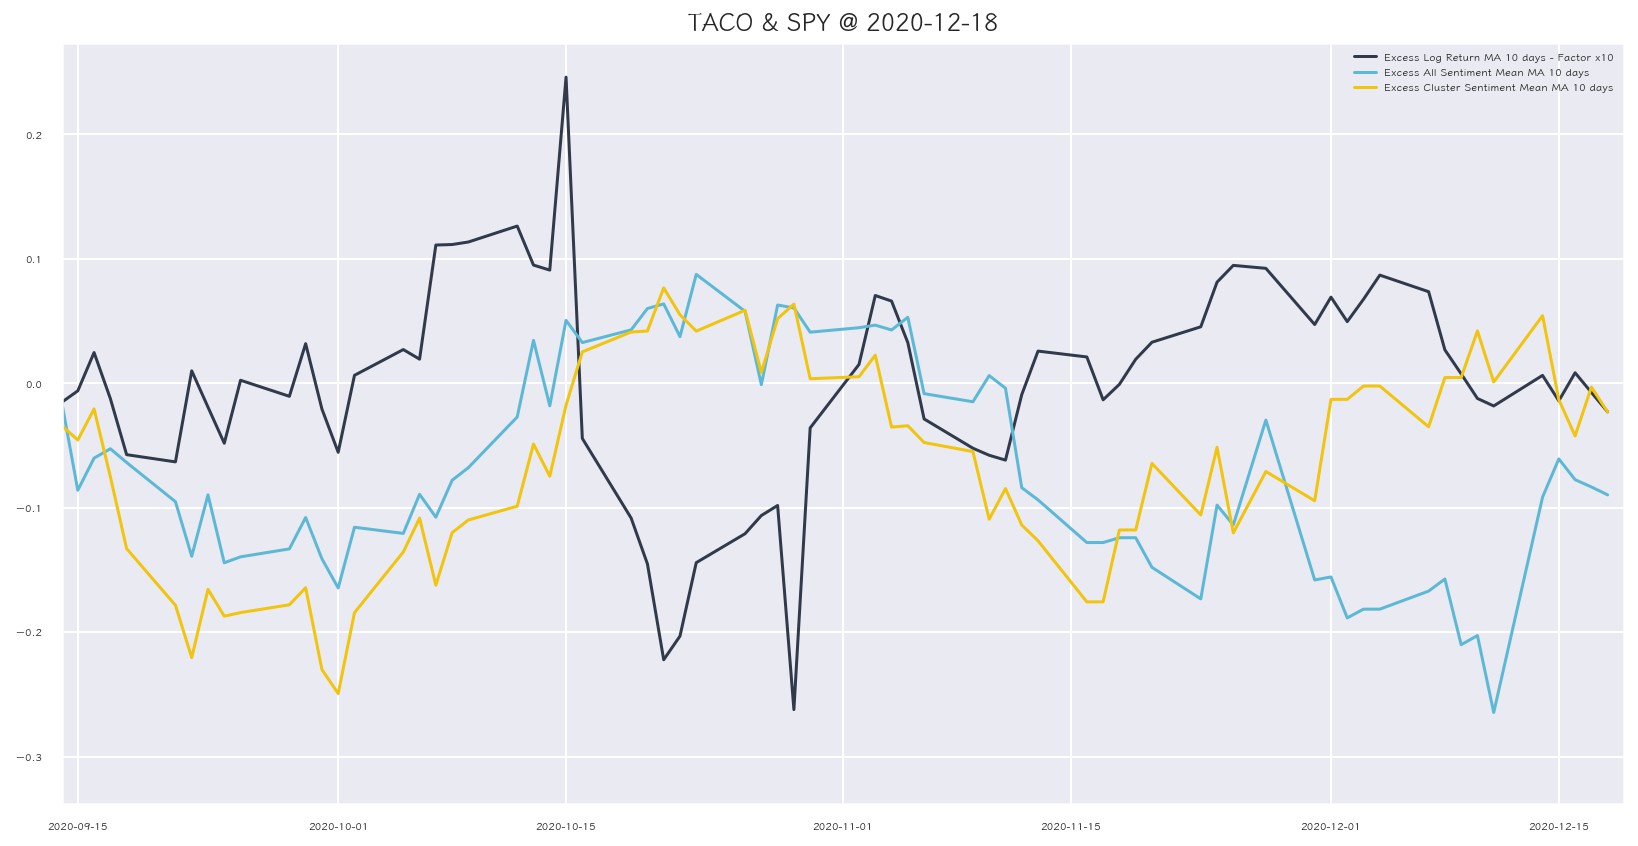 TACO & SPY @ 2020-12-18
Excess Log Return MA 10 days - Factor x10
Excess All Sentiment Mean MA 10 days
Excess Cluster Sentiment Mean MA 10 days
0.2
0.1
0.0
−0.1
−0.2
−0.3
2020-09-15 2020-10-01 2020-10-15 2020-11-01 2020-11-15 2020-12-01 2020-12-15